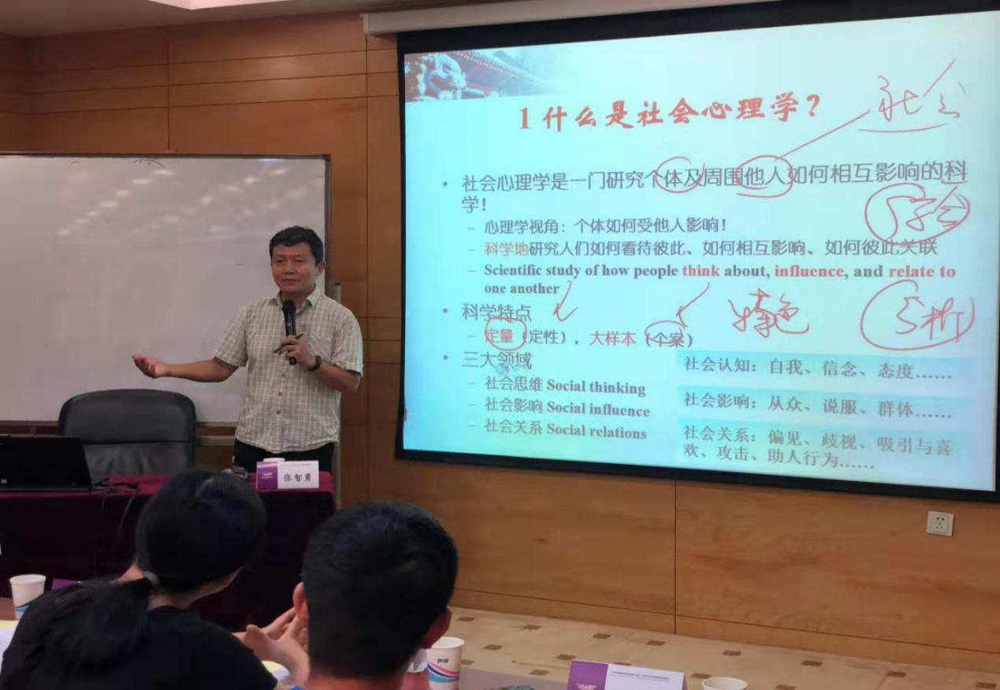 1 什么是社会心理学?
社会
• 社会心理学是一门研究个体及周围他人如何相互影响的科
学!
– 心理学视角：个体如何受他人影响!
– 科学地研究人们如何看待彼此、如何相互影响、如何彼此关联
– Scientific study of how people think about, influence, and relate to
one another
• 科学特点
– 定量（定性），大样本（个案）
特色
分析
• 三大领域
– 社会思维 Social thinking
– 社会影响 Social influence
– 社会关系 Social relations
社会认知：自我、信念、态度……
社会影响：从众、说服、群体……
社会关系：偏见、歧视、吸引与喜
欢、攻击、助人行为……
张智勇